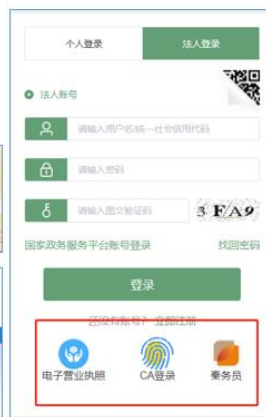 个人登录 法人登录
法人账号
请输入用户名/统一社会信用代码
请输入密码
请输入图文验证码 3 EA9
国家政务服务平台账号登录 找回密码
登录
还没有账号? 立即注册
电子营业执照 CA登录 秦务员